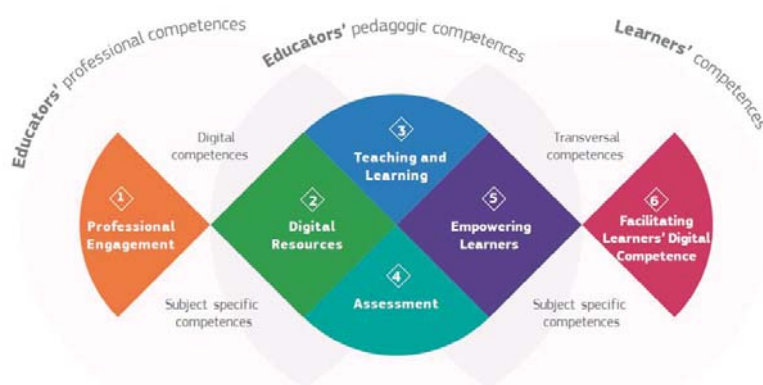 Educators' professional competences
Educators' pedagogic competences
Learners' competences
Digital
competences
Transversal
competences
1
Professional
Engagement
2
Digital
Resources
3
Teaching and
Learning
4
Assessment
5
Empowering
Learners
6
Facilitating
Learners' Digital
Competence
Subject specific
competences
Subject specific
competences